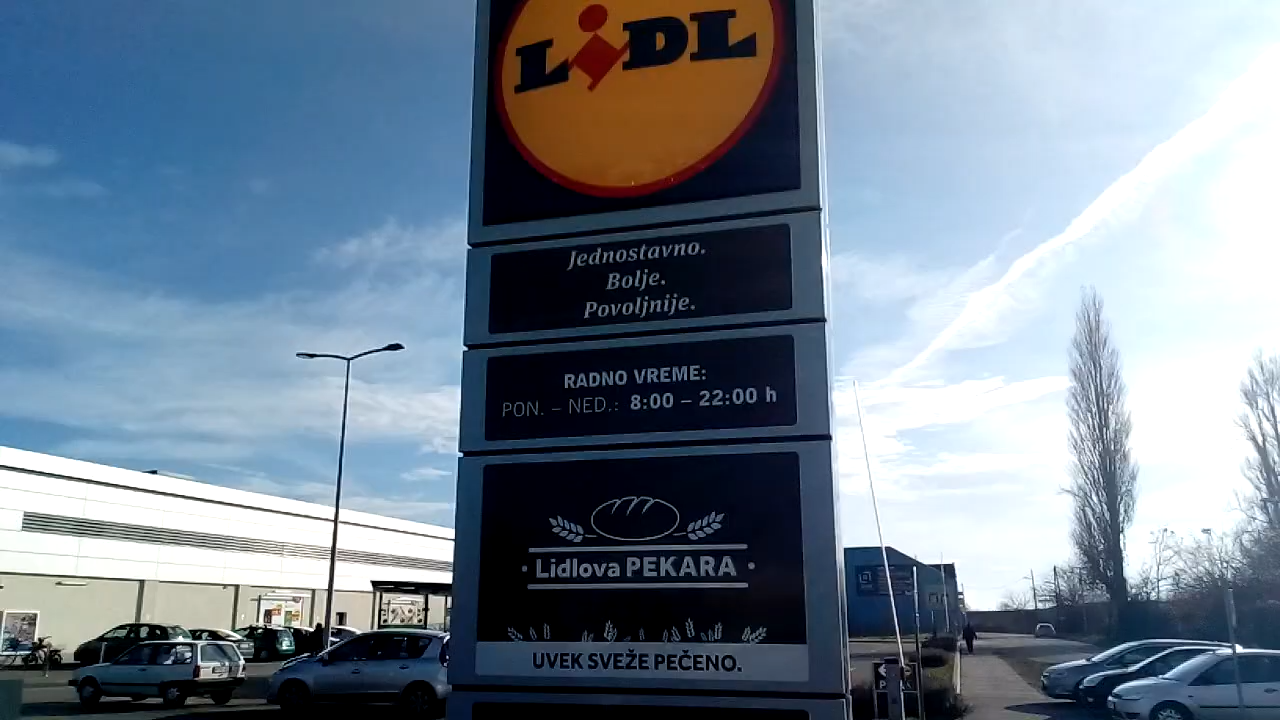 LIDL
Jednostavno.
Bolje.
Povoljnije.
RADNO VREME:
PON. – NED.: 8:00 – 22:00 h
• Lidlova PEKARA •
UVEK SVEŽE PEČENO.